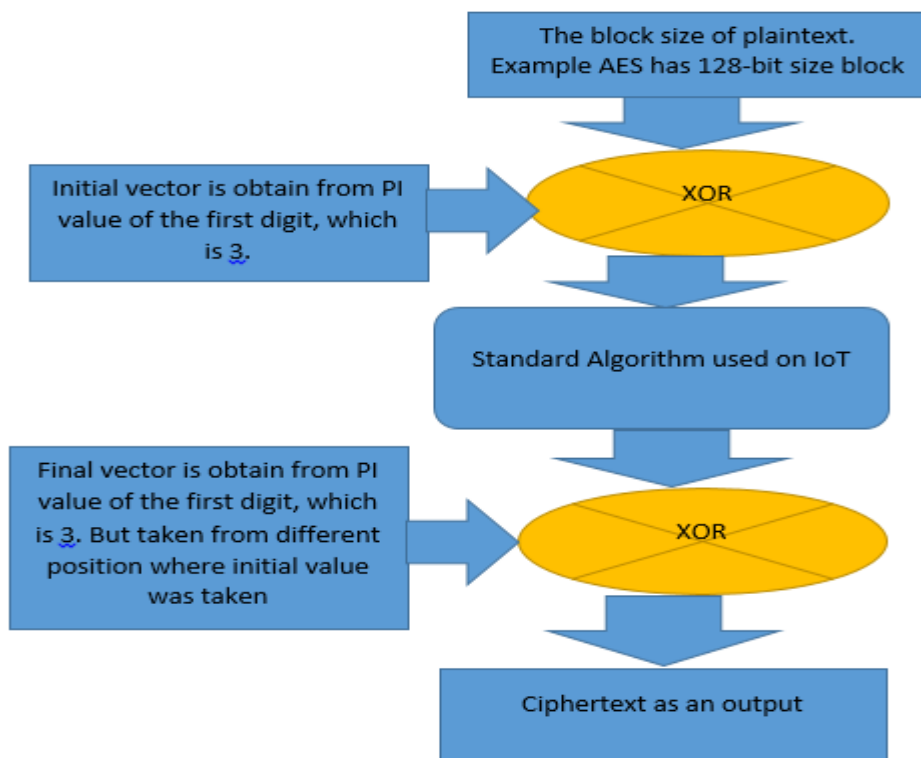 The block size of plaintext.
Example AES has 128-bit size block
XOR
Initial vector is obtain from PI
value of the first digit, which
is 3.
Standard Algorithm used on IoT
Final vector is obtain from PI
value of the first digit, which
is 3. But taken from different
position where initial value
was taken
XOR
Ciphertext as an output